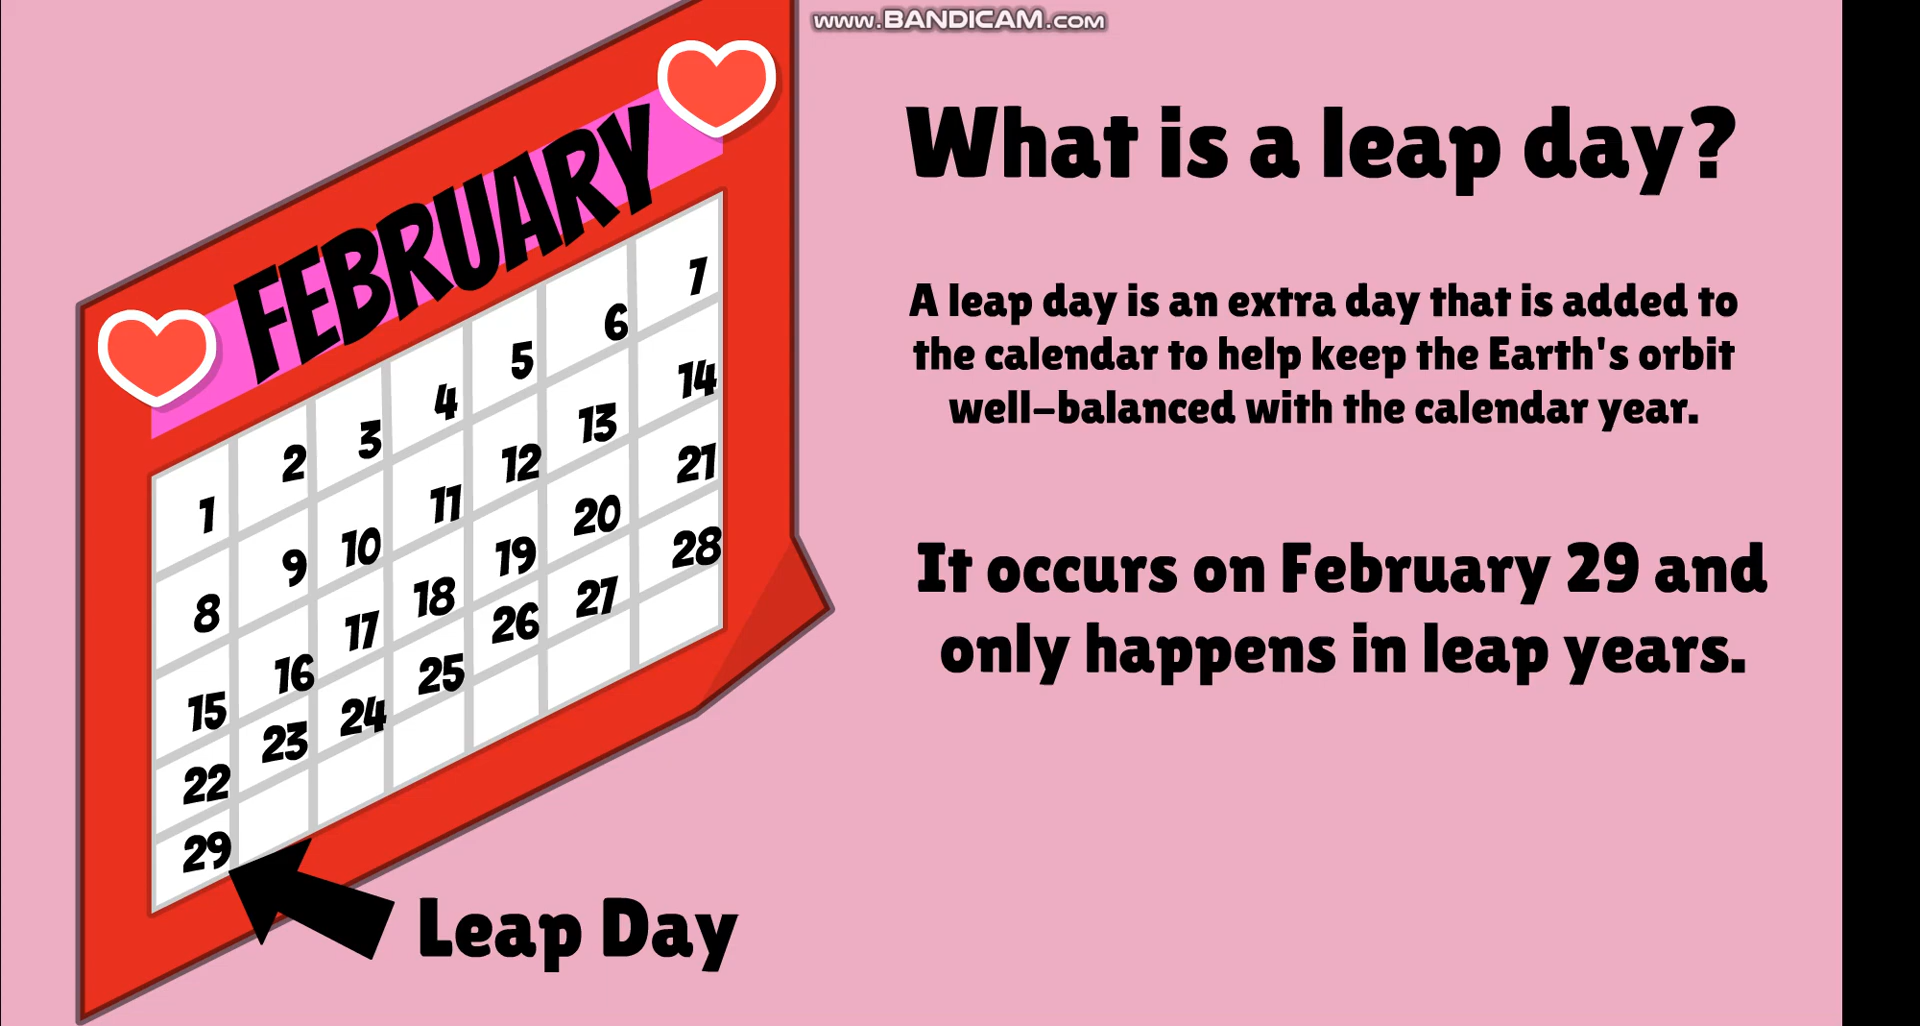 www.BANDICAM.com
FEBRUARY
1 2 3 4 5 6 7
8 9 10 11 12 13 14
15 16 17 18 19 20 21
22 23 24 25 26 27 28
29
Leap Day
What is a leap day?
A leap day is an extra day that is added to
the calendar to help keep the Earth's orbit
well-balanced with the calendar year.
It occurs on February 29 and
only happens in leap years.